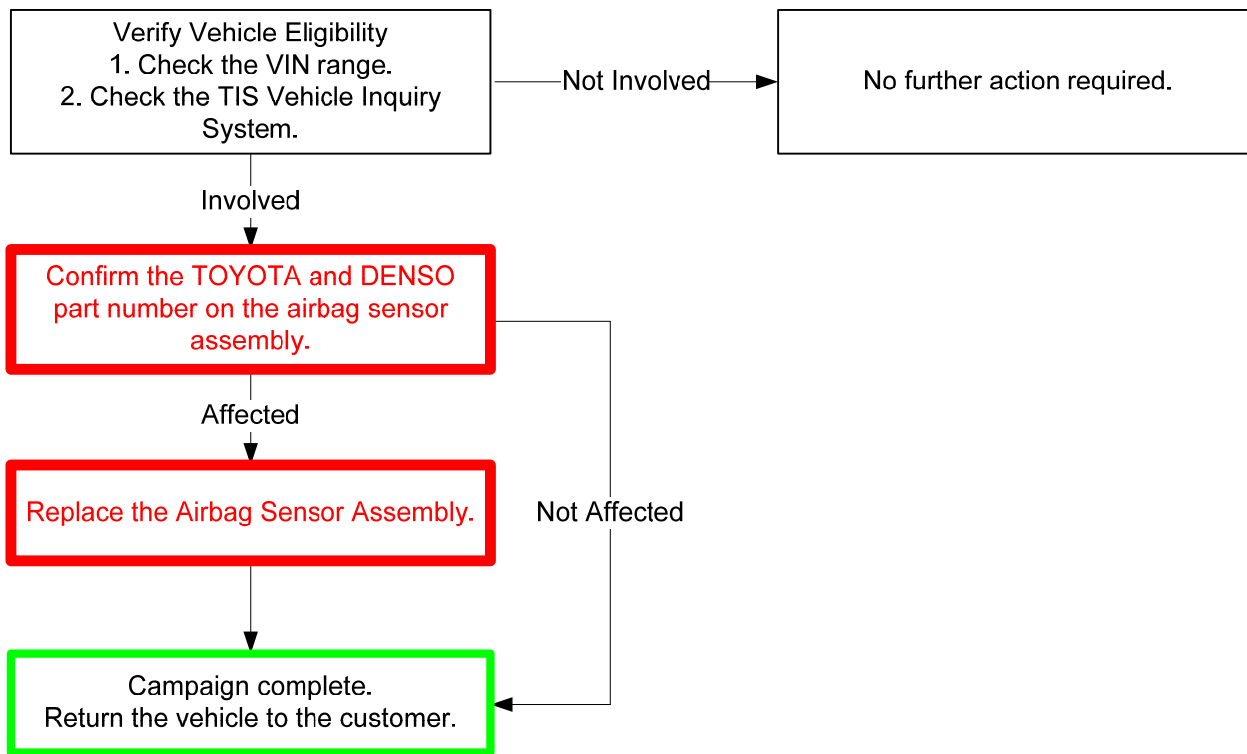 Verify Vehicle Eligibility
1. Check the VIN range.
2. Check the TIS Vehicle Inquiry
System.
Not Involved
No further action required.
Involved
Confirm the TOYOTA and DENSO
part number on the airbag sensor
assembly.
Affected
Replace the Airbag Sensor Assembly.
Not Affected
Campaign complete.
Return the vehicle to the customer.